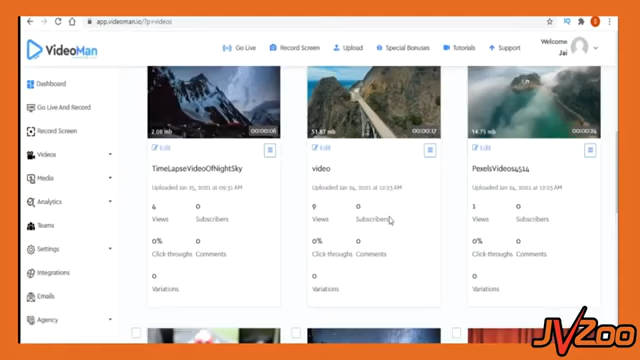 app.videoman.io/?p=videos
VideoMan
Go Live
Record Screen
Upload
Special Bonuses
Tutorials
Support
Welcome
Jai
Dashboard
Go Live And Record
Record Screen
Videos
Media
Analytics
Teams
Settings
Integrations
Emails
Agency
2.08 mb
00:00:06
Edit
TimeLapseVideoOfNightSky
Uploaded Jan 25, 2021 at 09:31 AM
4
0
Views
Subscribers
0%
0
Click-throughs
Comments
0
Variations
51.87 mb
00:00:17
Edit
video
Uploaded Jan 24, 2021 at 12:23 AM
9
0
Views
Subscribers
0%
0
Click-throughs
Comments
0
Variations
14.75 mb
00:00:24
Edit
PexelsVideos4514
Uploaded Jan 24, 2021 at 12:23 AM
1
0
Views
Subscribers
0%
0
Click-throughs
Comments
0
Variations
JVZoo